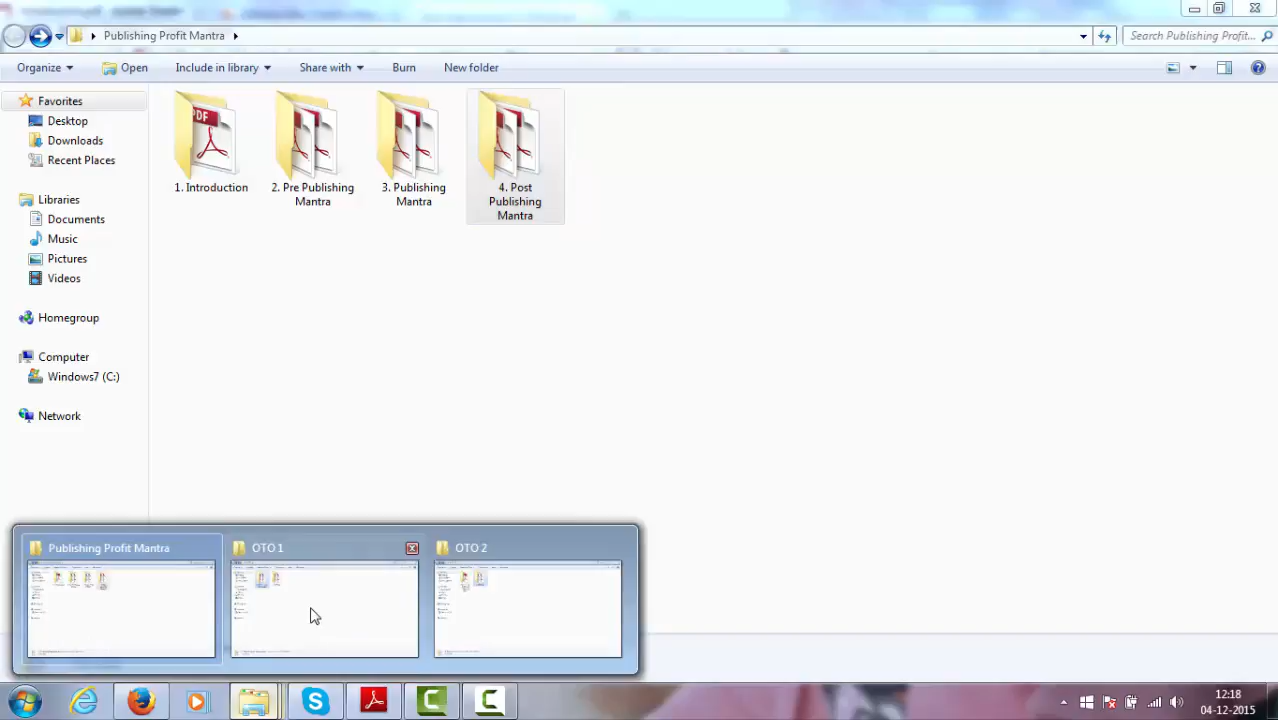 Publishing Profit Mantra
Search Publishing Profit...
Organize
Open
Include in library
Share with
Burn
New folder
Favorites
Desktop
Downloads
Recent Places
Libraries
Documents
Music
Pictures
Videos
Homegroup
Computer
Windows7 (C:)
Network
PDF
1. Introduction
2. Pre Publishing
Mantra
3. Publishing
Mantra
4. Post
Publishing
Mantra
Publishing Profit Mantra
OTO 1
OTO 2
12:18
04-12-2015